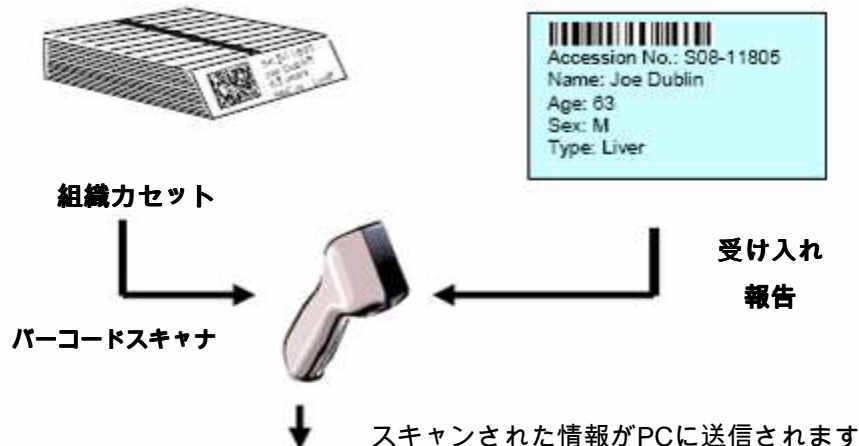 Accession No.: S08-11805
Name: Joe Dublin
Age: 63
Sex: M
Type: Liver
組織カセット
受け入れ
報告
バーコードスキャナ
スキャンされた情報がPCに送信されます